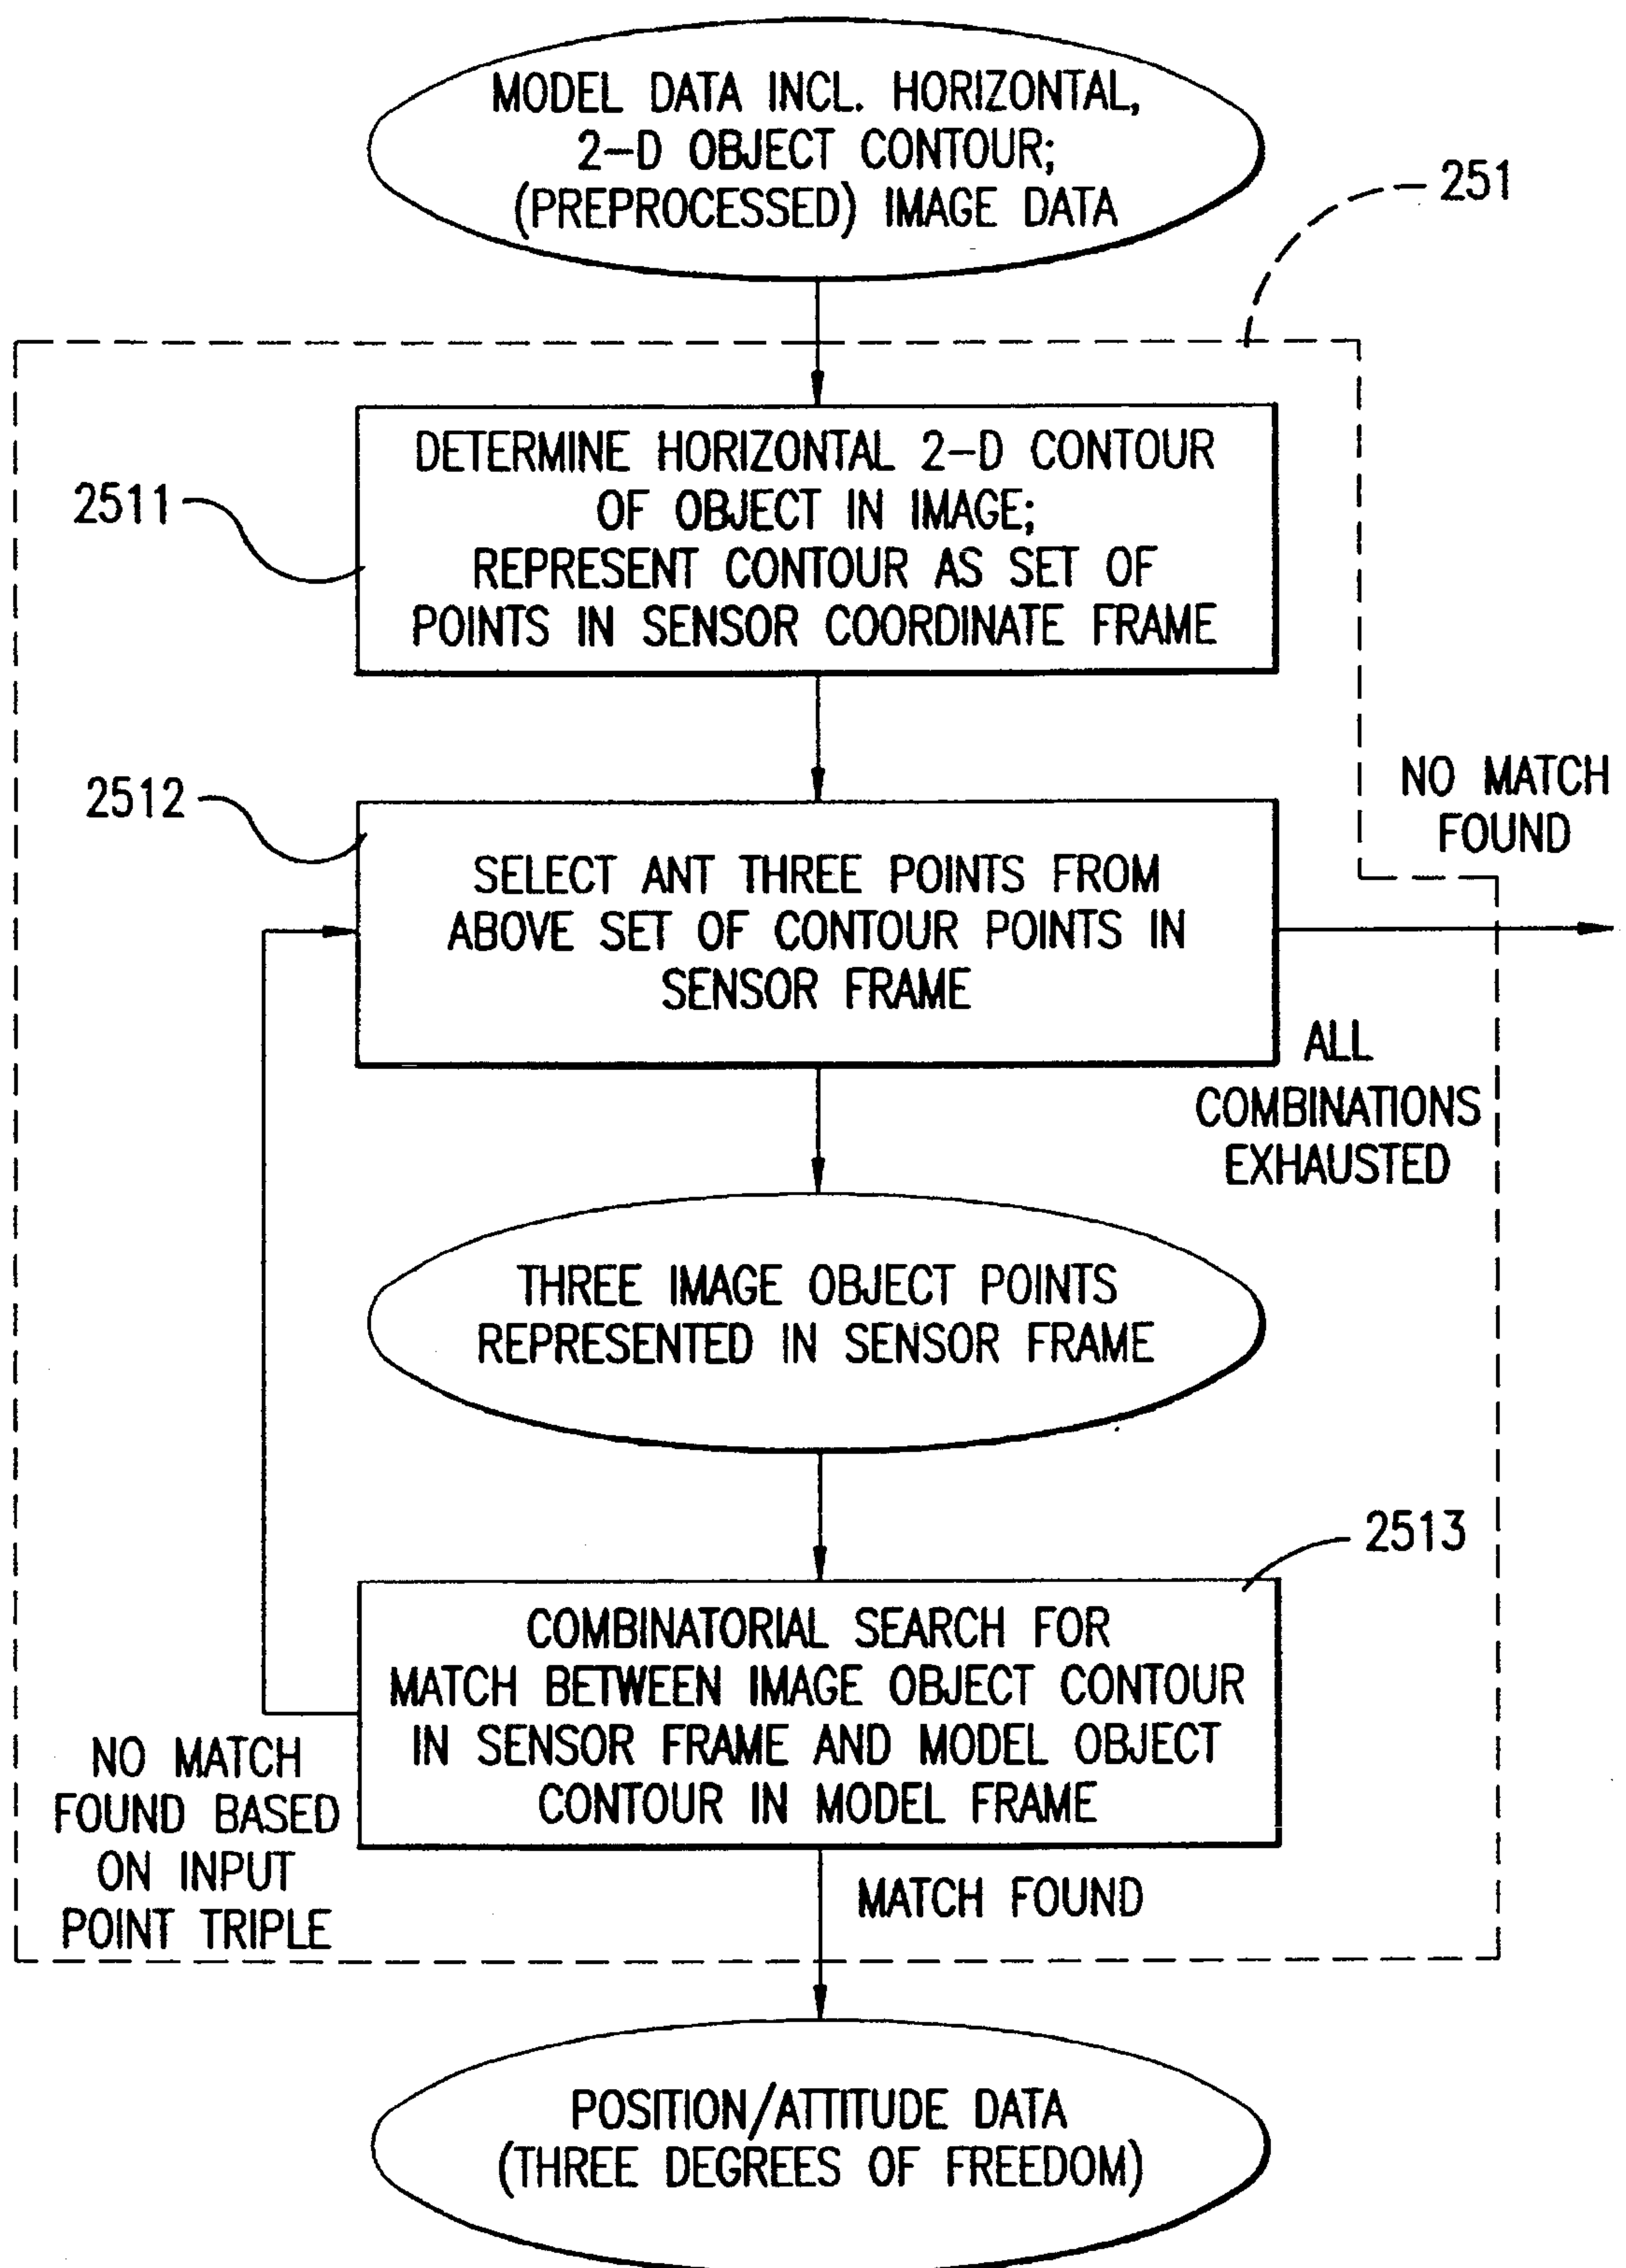 MODEL DATA INCL. HORIZONTAL,
2-D OBJECT CONTOUR;
(PREPROCESSED) IMAGE DATA
251
DETERMINE HORIZONTAL 2-D CONTOUR
OF OBJECT IN IMAGE;
REPRESENT CONTOUR AS SET OF
POINTS IN SENSOR COORDINATE FRAME
2511
NO MATCH
FOUND
2512
SELECT ANT THREE POINTS FROM
ABOVE SET OF CONTOUR POINTS IN
SENSOR FRAME
ALL
COMBINATIONS
EXHAUSTED
THREE IMAGE OBJECT POINTS
REPRESENTED IN SENSOR FRAME
2513
COMBINATORIAL SEARCH FOR
MATCH BETWEEN IMAGE OBJECT CONTOUR
IN SENSOR FRAME AND MODEL OBJECT
CONTOUR IN MODEL FRAME
NO MATCH
FOUND BASED
ON INPUT
POINT TRIPLE
MATCH FOUND
POSITION/ATTITUDE DATA
(THREE DEGREES OF FREEDOM)